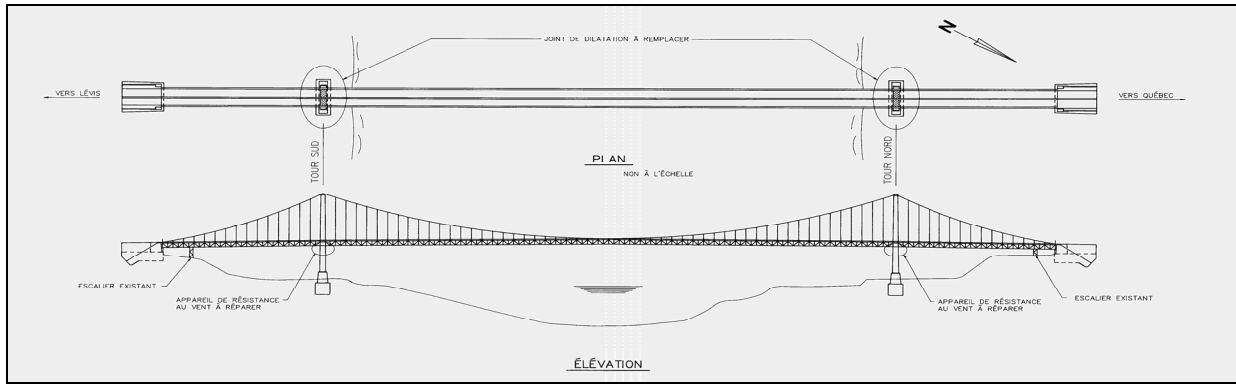 N
JOINT DE DILATATION À REMPLACER
VERS LÉVIS
VERS QUÉBEC
TOUR SUD
TOUR NORD
PLAN
NON À L'ÉCHELLE
ESCALIER EXISTANT
APPAREIL DE RÉSISTANCE
AU VENT À RÉPARER
APPAREIL DE RÉSISTANCE
AU VENT À RÉPARER
ESCALIER EXISTANT
ÉLÉVATION